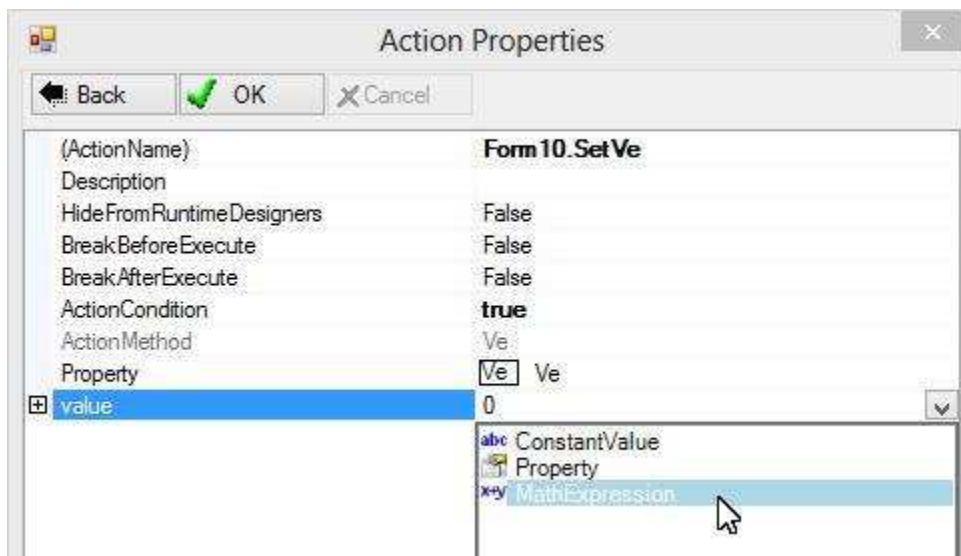 Action Properties
Back OK Cancel
(ActionName) Form10.SetVe
Description
HideFromRuntimeDesigners False
BreakBeforeExecute False
BreakAfterExecute False
ActionCondition true
ActionMethod Ve
Property Ve Ve
value 0
abc ConstantValue
Property
x+y MathExpression